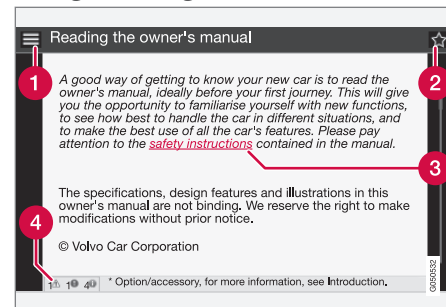 Reading the owner's manual
1
2
A good way of getting to know your new car is to read the
owner's manual, ideally before your first journey. This will give
you the opportunity to familiarise yourself with new functions,
to see how best to handle the car in different situations, and
to make the best use of all the car's features. Please pay
attention to the safety instructions contained in the manual.
3
The specifications, design features and illustrations in this
owner's manual are not binding. We reserve the right to make
modifications without prior notice.
4
© Volvo Car Corporation
1 1 4 * Option/accessory, for more information, see Introduction.
G050532